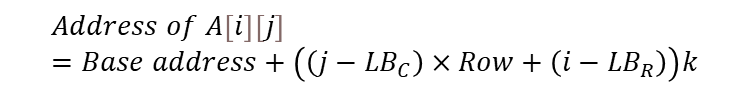 Address of A[i][j]
= Base address + ((j − LB_C) × Row + (i − LB_R))k